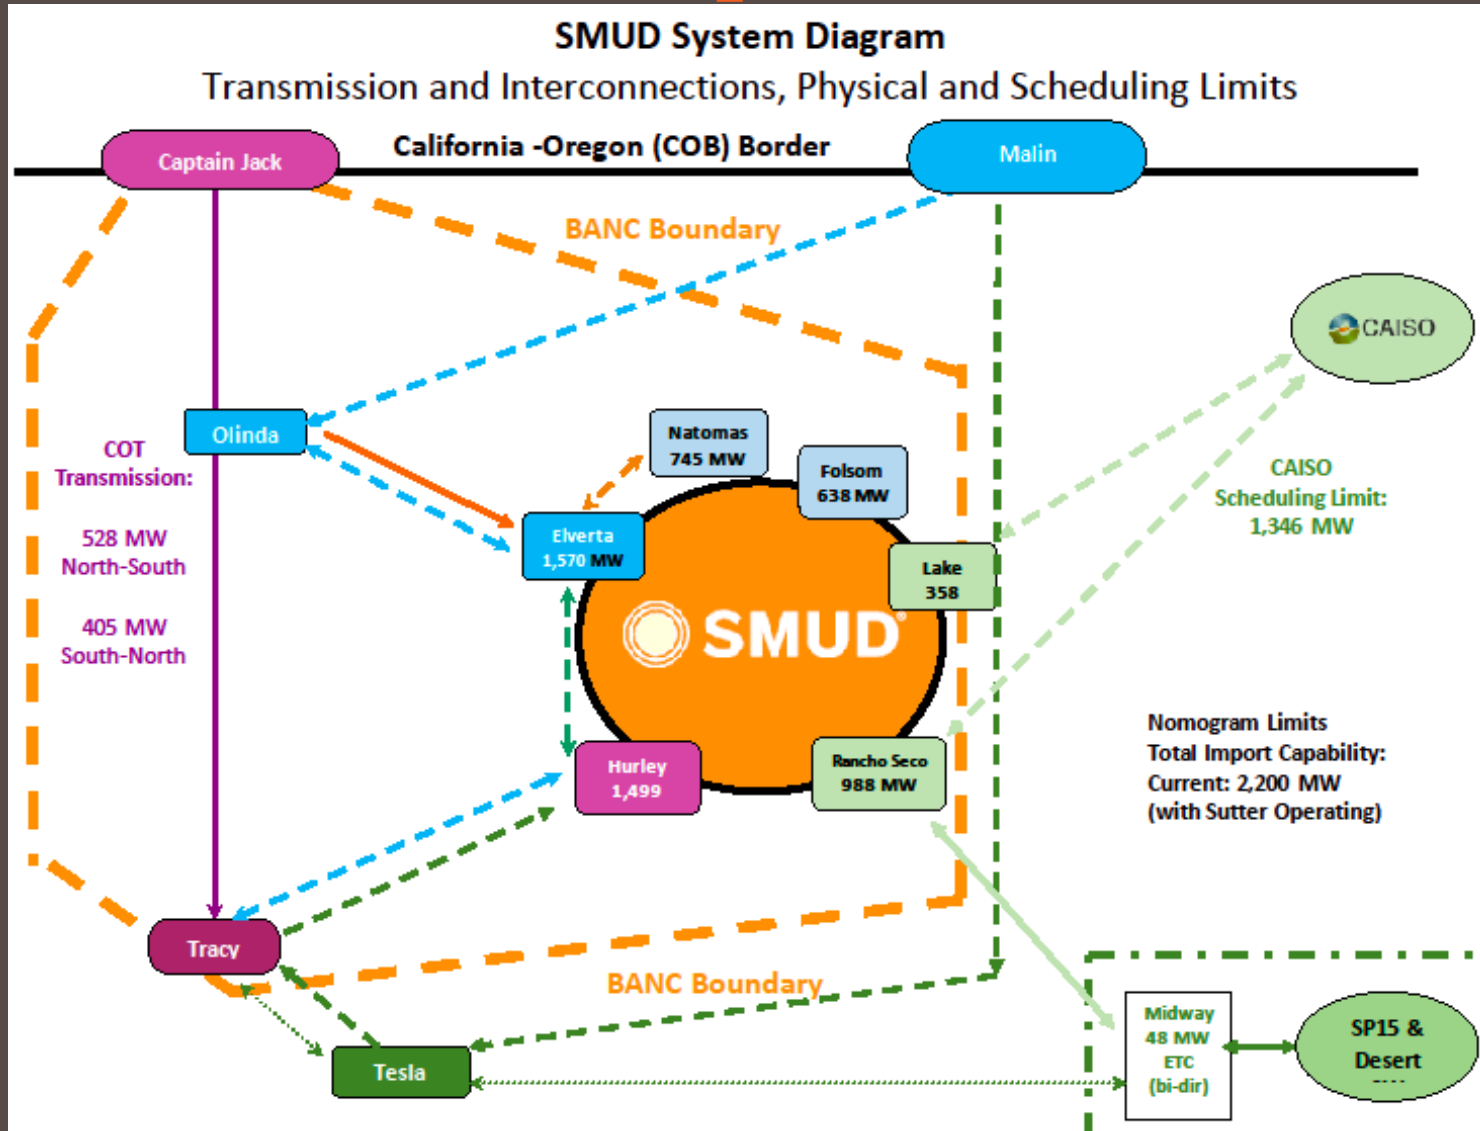 SMUD System Diagram
Transmission and Interconnections, Physical and Scheduling Limits
California -Oregon (COB) Border
Captain Jack
Malin
BANC Boundary
CAISO
Olinda
COT
Transmission:
528 MW
North-South
405 MW
South-North
Natomas
745 MW
Folsom
638 MW
Elverta
1,570 MW
Lake
358
CAISO
Scheduling Limit:
1,346 MW
SMUD
Hurley
1,499
Rancho Seco
988 MW
Nomogram Limits
Total Import Capability:
Current: 2,200 MW
(with Sutter Operating)
Tracy
BANC Boundary
Tesla
Midway
48 MW
ETC
(bi-dir)
SP15 &
Desert